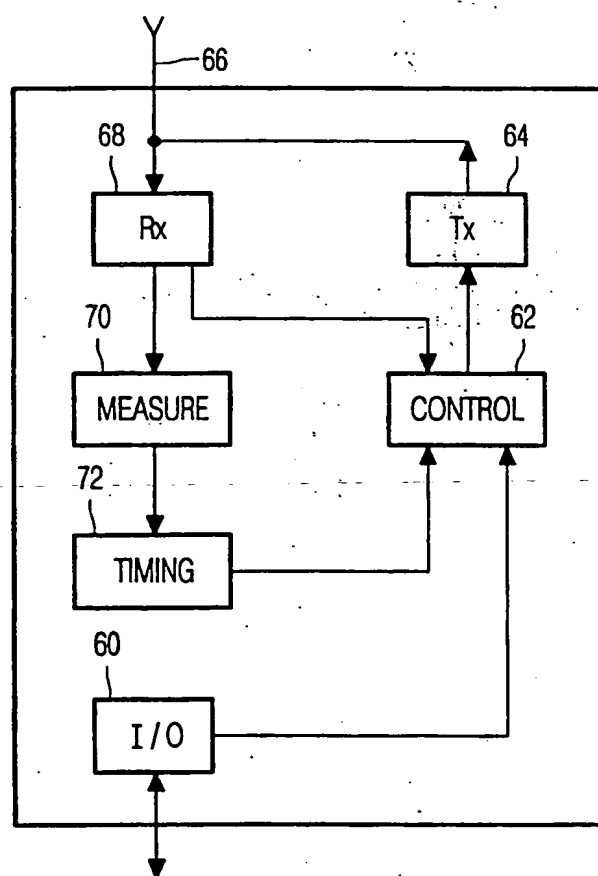 66
68
64
Rx
Tx
70
62
MEASURE
CONTROL
72
TIMING
60
I/O